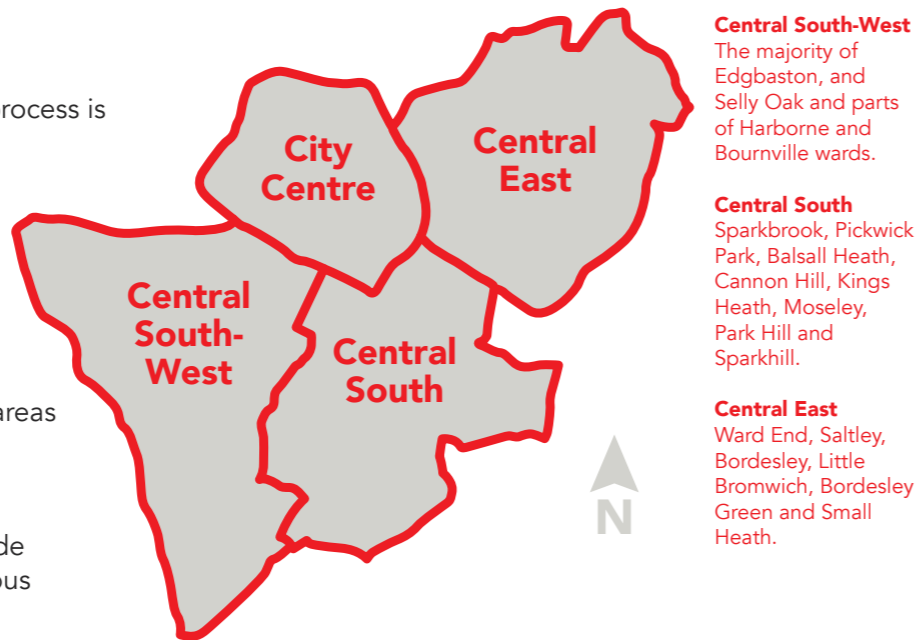 process is
areas
City
Centre
Central
East
Central
South-
West
Central
South
N
Central South-West
The majority of
Edgbaston, and
Selly Oak and parts
of Harborne and
Bournville wards.
Central South
Sparkbrook, Pickwick
Park, Balsall Heath,
Cannon Hill, Kings
Heath, Moseley,
Park Hill and
Sparkhill.
Central East
Ward End, Saltley,
Bordesley, Little
Bromwich, Bordesley
Green and Small
Heath.